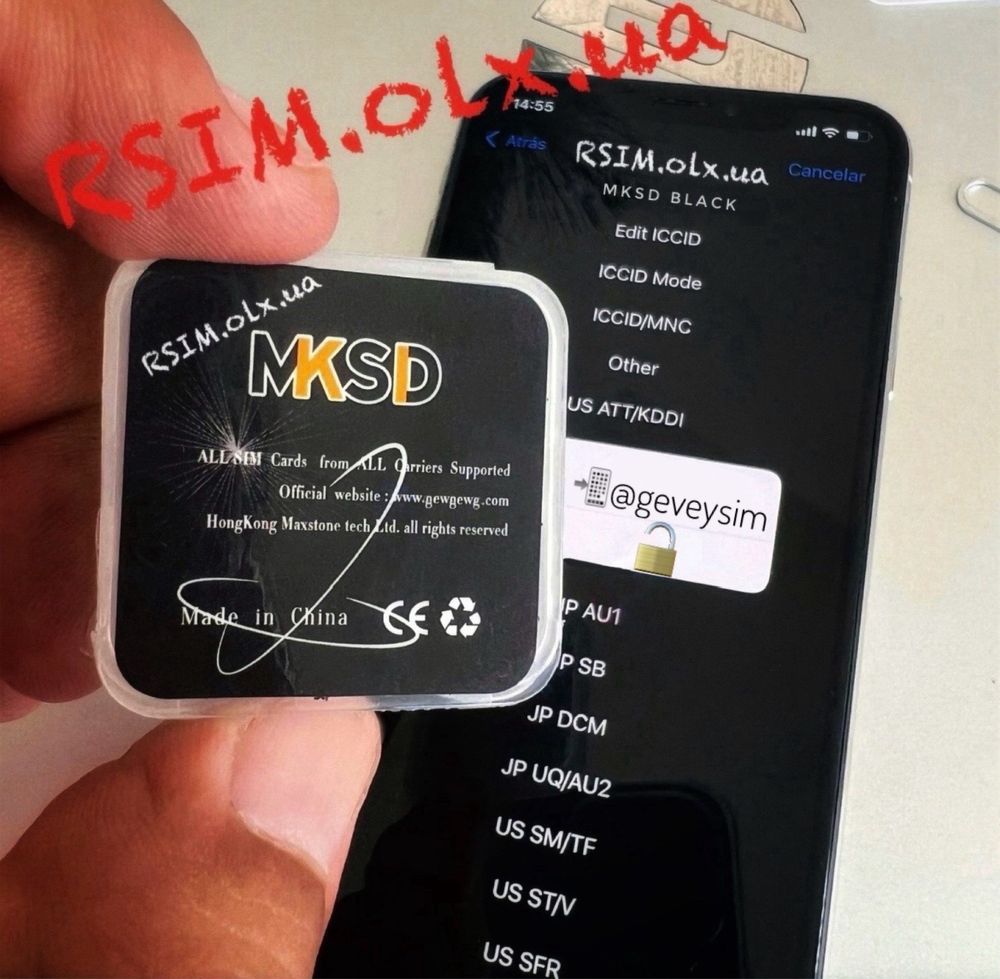 RSIM.olx.ua
14:55
Atrás
RSIM.olx.ua
Cancelar
MKSD BLACK
Edit ICCID
ICCID Mode
ICCID/MNC
Other
US ATT/KDDI
@geveysim
JP AU1
JP SB
JP DCM
JP UQ/AU2
US SM/TF
US ST/V
US SFR
RSIM.olx.ua
MKSD
ALL SIM Cards from ALL Carriers Supported
Official website : www.gewgewg.com
HongKong Maxstone tech Ltd. all rights reserved
Made in China CE